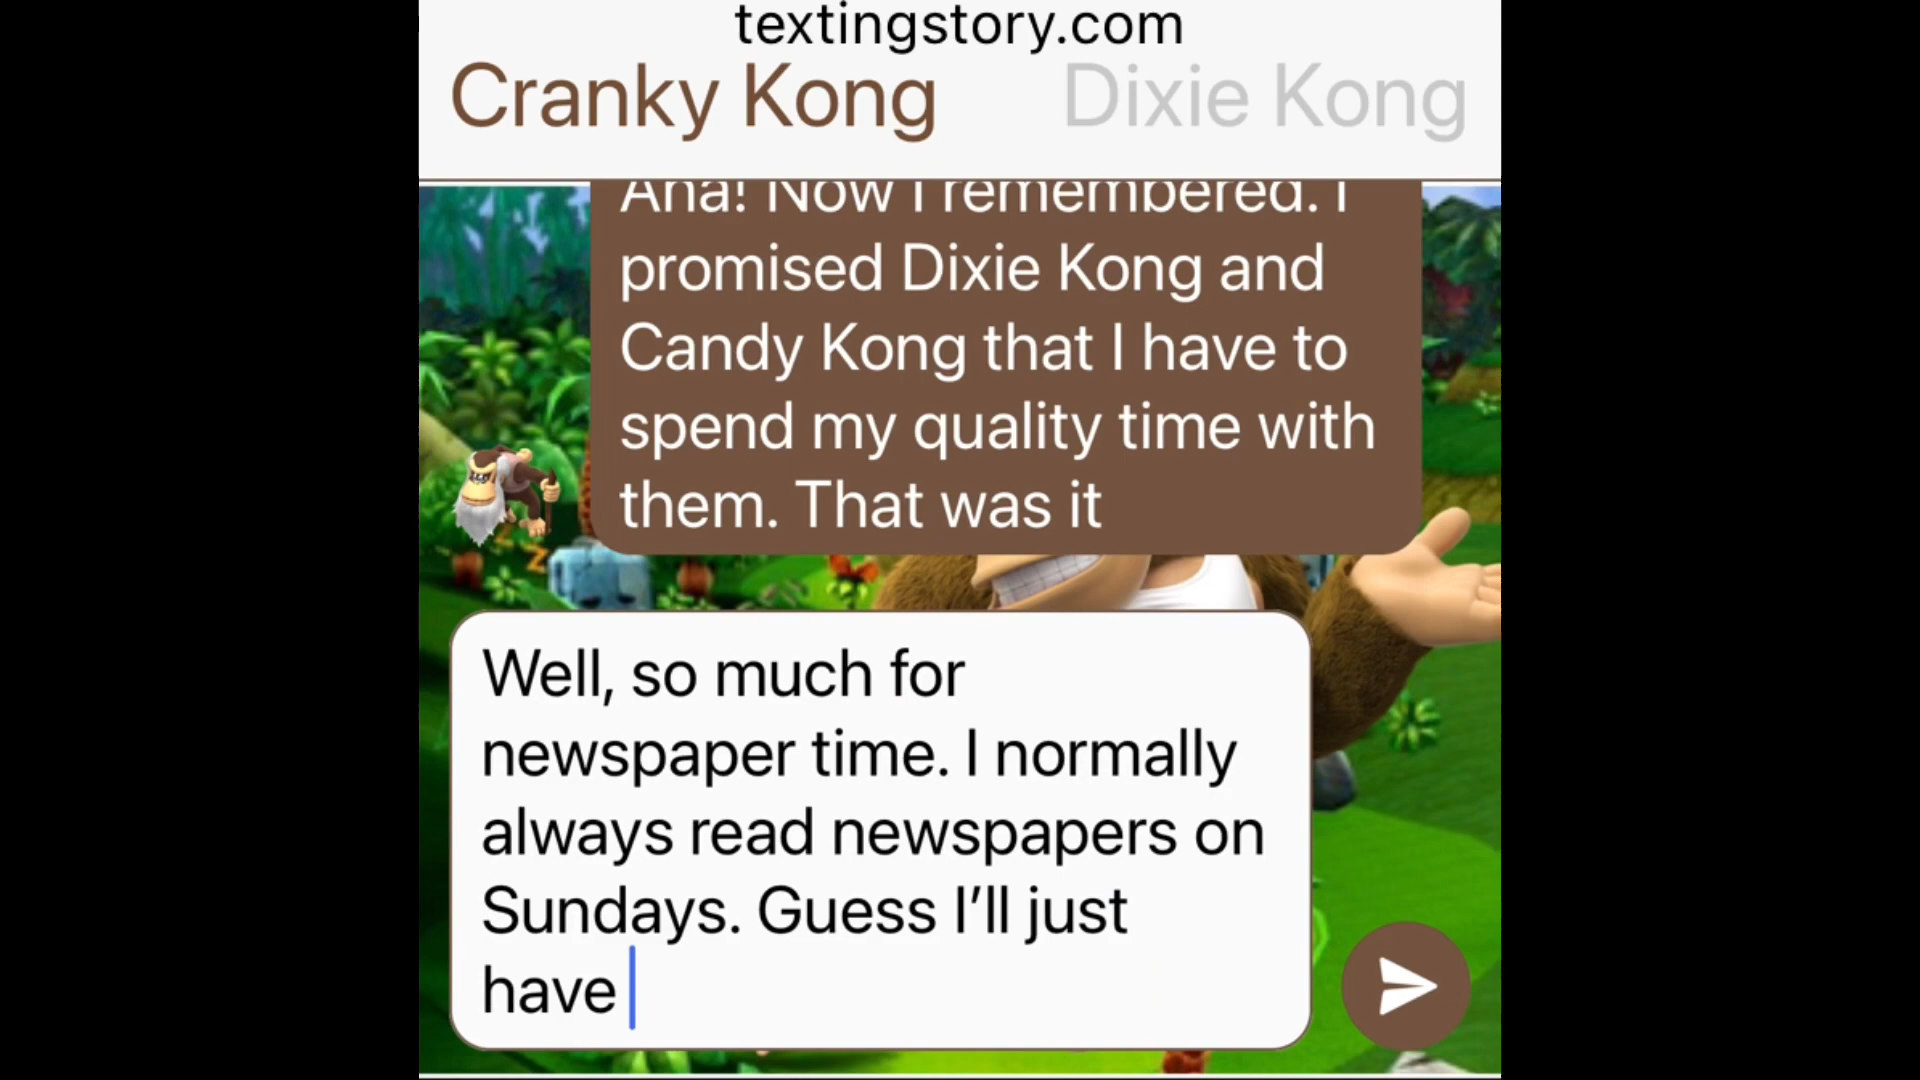 textingstory.com
Cranky Kong Dixie Kong
Aha! Now I remembered. I
promised Dixie Kong and
Candy Kong that I have to
spend my quality time with
them. That was it
Well, so much for
newspaper time. I normally
always read newspapers on
Sundays. Guess I’ll just
have